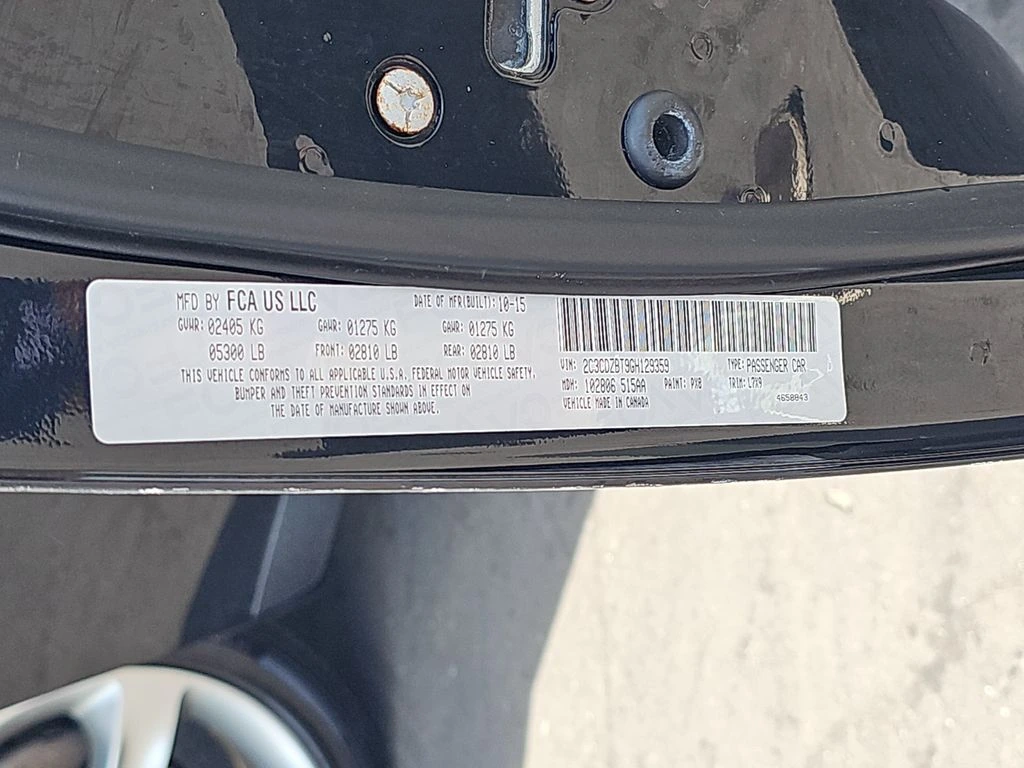 MFD BY FCA US LLC DATE OF MFR(BUILT): 10-15
GVWR: 02405 KG GAWR: 01275 KG GAWR: 01275 KG
05300 LB FRONT: 02810 LB REAR: 02810 LB
THIS VEHICLE CONFORMS TO ALL APPLICABLE U.S.A. FEDERAL MOTOR VEHICLE SAFETY,
BUMPER AND THEFT PREVENTION STANDARDS IN EFFECT ON
THE DATE OF MANUFACTURE SHOWN ABOVE.
VIN: 2C3CDZBT9GH129359 TYPE: PASSENGER CAR
MDH: 102806 515AA PAINT: PX8 TRIM: L7X9
VEHICLE MADE IN CANADA 4650843